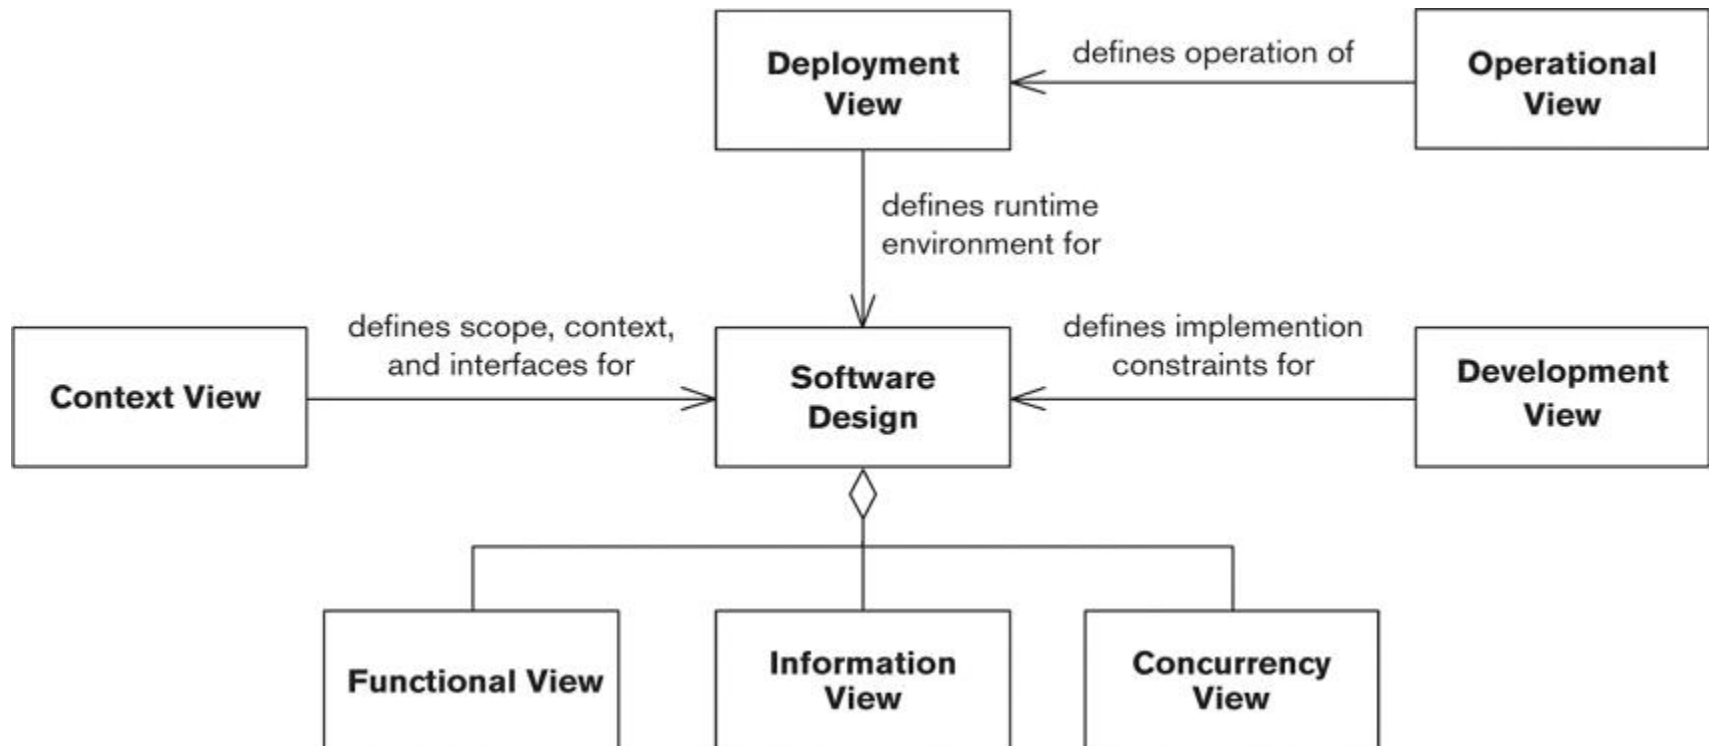 Deployment
View
defines operation of
Operational
View
defines runtime
environment for
Context View
defines scope, context,
and interfaces for
Software
Design
defines implemention
constraints for
Development
View
Functional View
Information
View
Concurrency
View